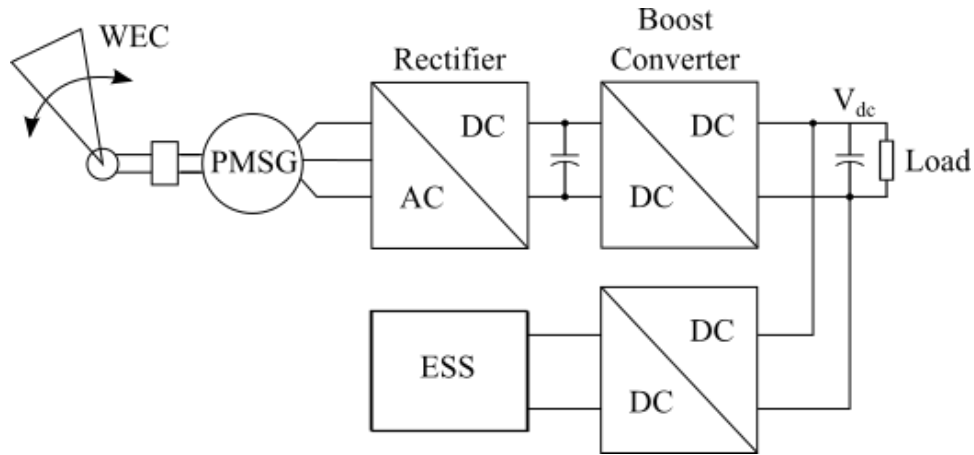 WEC
Rectifier
Boost
Converter
V_dc
PMSG
DC
AC
DC
DC
Load
ESS
DC
DC